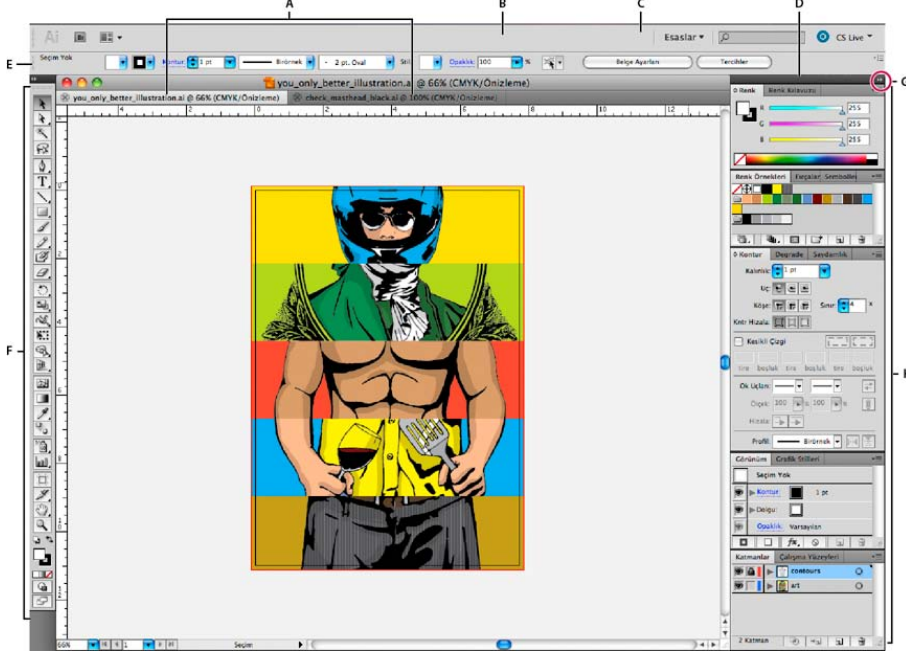 A B C D
Ai Esaslar CS Live
E
Seçim Yok Kontur: 1 pt Birörnek 2 pt. Oval Stil Opaklık: 100 % Belge Ayarları Tercihler
you_only_better_illustration.ai @ 66% (CMYK/Önizleme)
G
you_only_better_illustration.ai @ 66% (CMYK/Önizleme) check_masthead_black.ai @ 100% (CMYK/Önizleme)
Renk Renk Kılavuzu
R 255
G 255
B 255
Renk Örnekleri Fırçalar Semboller
Kontur Degrade Saydamlık
Kalınlık: 1 pt
Uç:
Köşe: Sınır: 4 x
Kntr Hizala:
F
Kesikli Çizgi
tire boşluk tire boşluk tire boşluk
Ok Uçları:
Ölçek: 100 % 100 %
Hizala:
Profil: Birörnek
Görünüm Grafik Stilleri
Seçim Yok
Kontur: 1 pt
Dolgu:
Opaklık: Varsayılan
Katmanlar Çalışma Yüzeyleri
contours
art
66% 1 Seçim 2 Katman